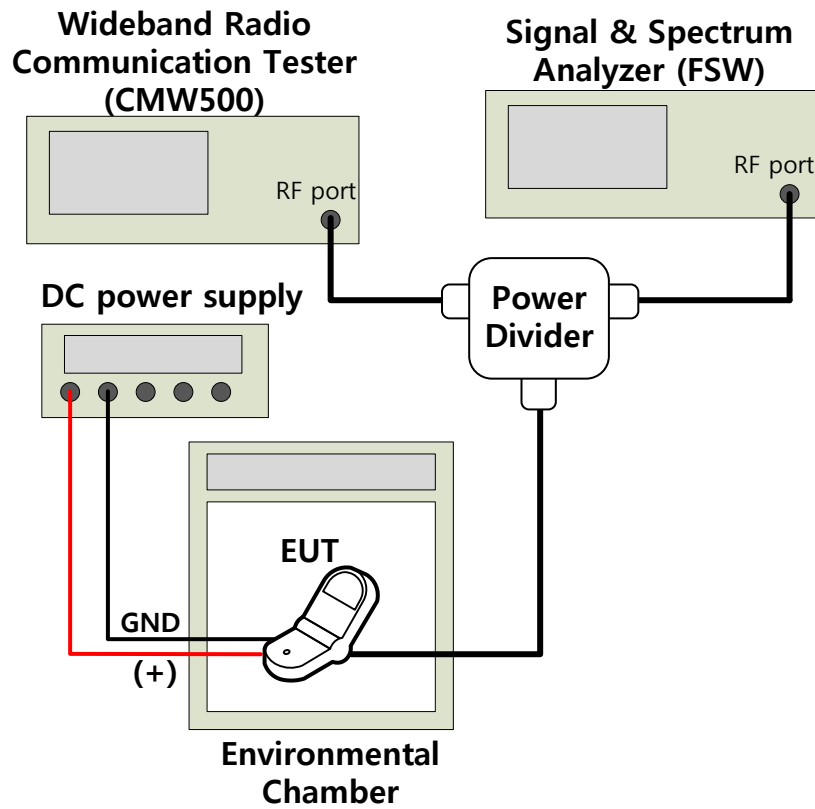 Wideband Radio
Communication Tester
(CMW500)
Signal & Spectrum
Analyzer (FSW)
RF port
RF port
DC power supply
Power
Divider
EUT
GND
(+)
Environmental
Chamber